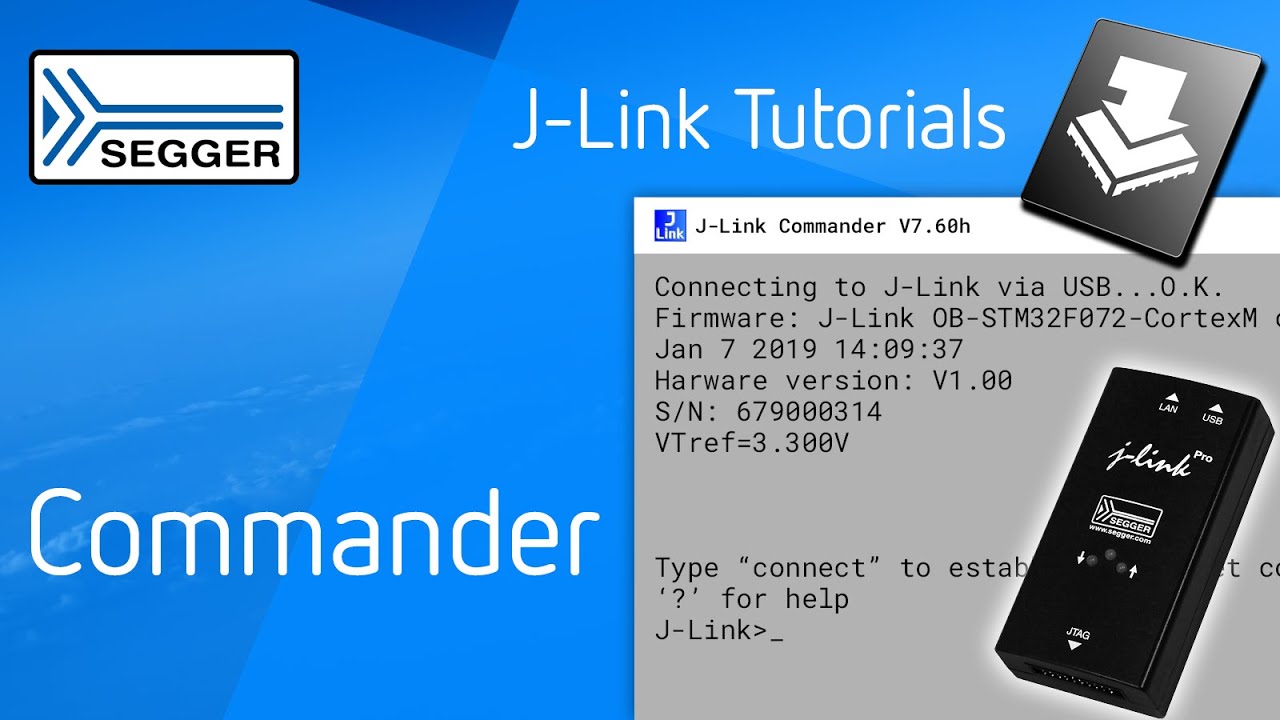 SEGGER
J-Link Tutorials
J
Link
J-Link Commander V7.60h
Connecting to J-Link via USB...O.K.
Firmware: J-Link OB-STM32F072-CortexM
Jan 7 2019 14:09:37
Harware version: V1.00
S/N: 679000314
VTref=3.300V
Type “connect” to
‘?’ for help
J-Link>_
Commander
LAN
USB
j-link Pro
SEGGER
www.segger.com
JTAG